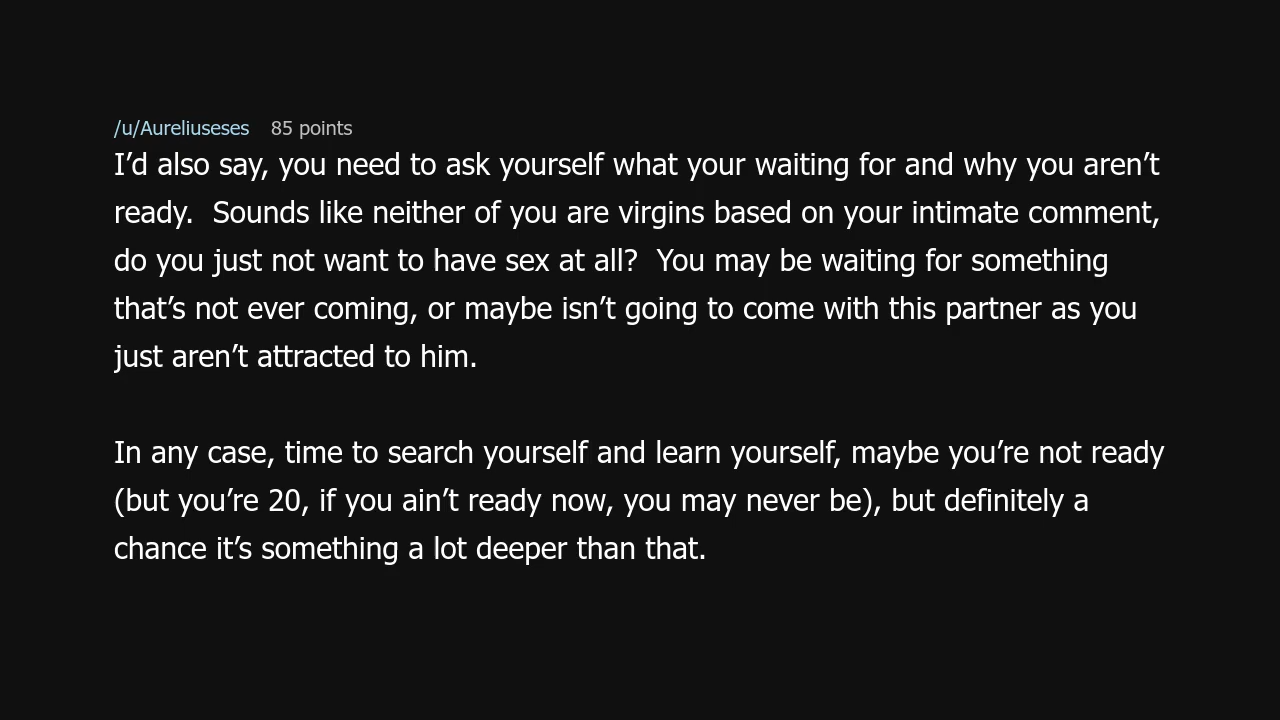 /u/Aureliuseses 85 points
I’d also say, you need to ask yourself what your waiting for and why you aren’t
ready.  Sounds like neither of you are virgins based on your intimate comment,
do you just not want to have sex at all?  You may be waiting for something
that’s not ever coming, or maybe isn’t going to come with this partner as you
just aren’t attracted to him.
In any case, time to search yourself and learn yourself, maybe you’re not ready
(but you’re 20, if you ain’t ready now, you may never be), but definitely a
chance it’s something a lot deeper than that.